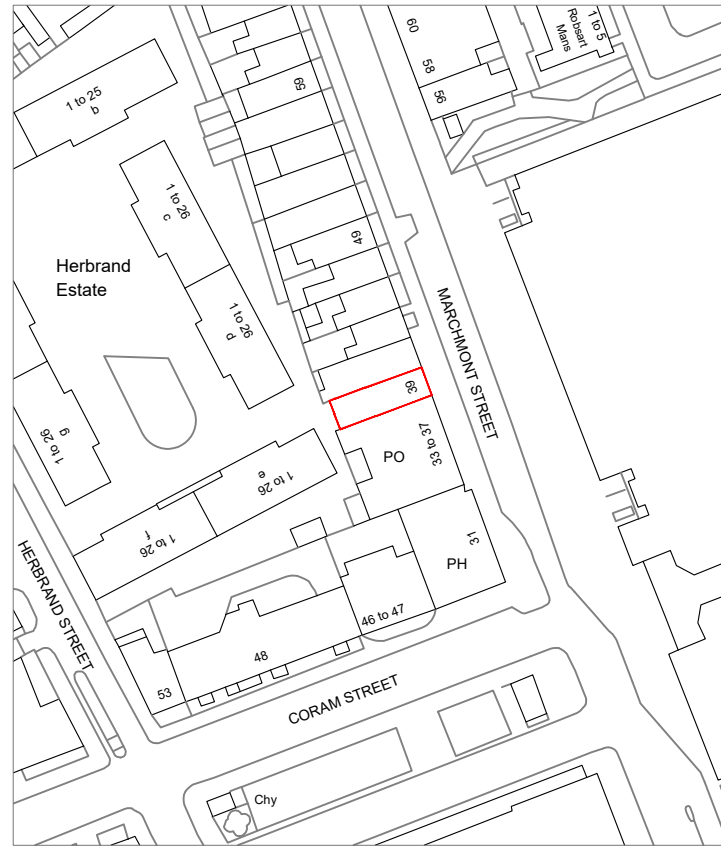 60
58
56
1 to 5
Robsart
Mans
59
1 to 25
b
1 to 26
c
49
Herbrand
Estate
1 to 26
d
MARCHMONT STREET
39
33 to 37
PO
1 to 26
g
1 to 26
e
1 to 26
f
31
PH
HERBRAND STREET
46 to 47
48
53
CORAM STREET
Chy